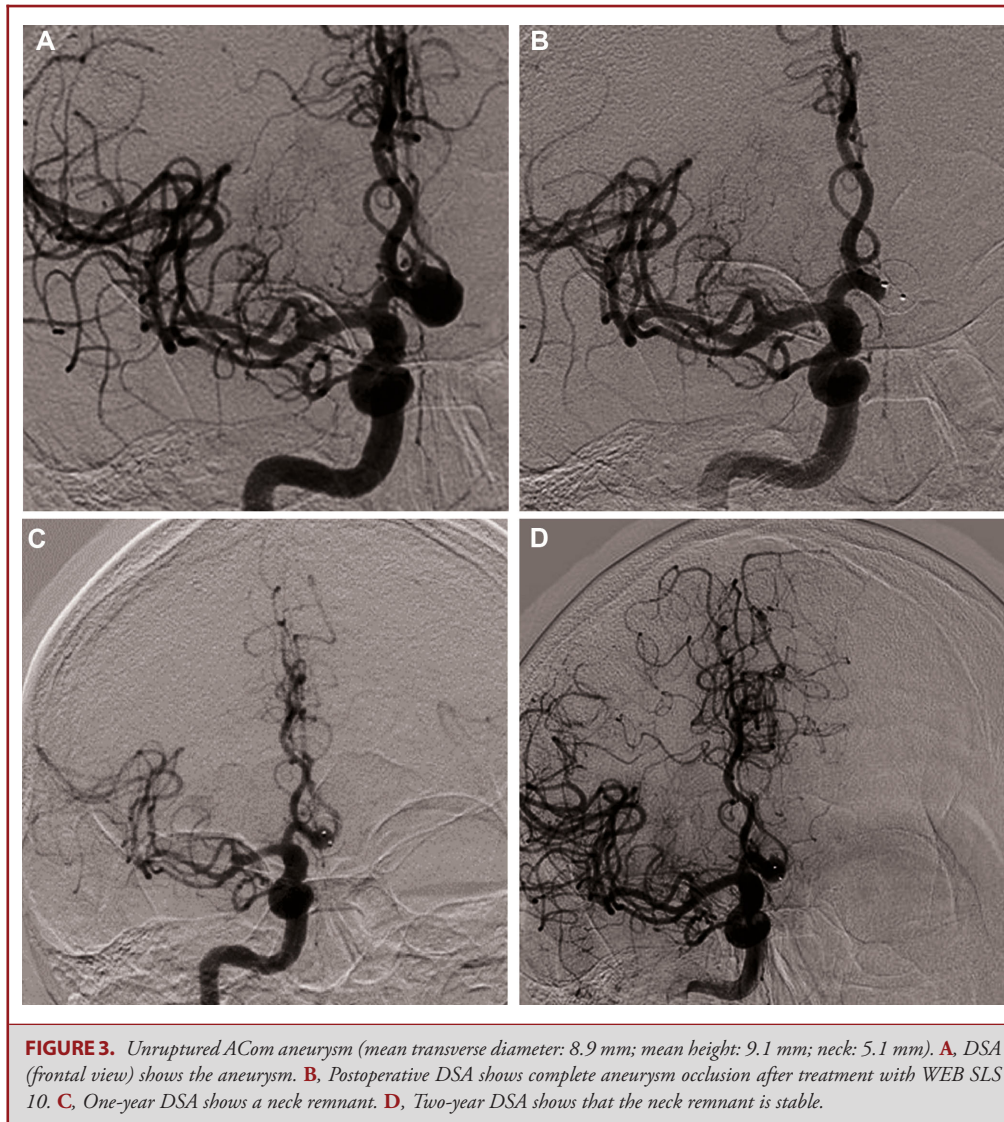 A
B
C
D
FIGURE 3. Unruptured ACom aneurysm (mean transverse diameter: 8.9 mm; mean height: 9.1 mm; neck: 5.1 mm). A, DSA
(frontal view) shows the aneurysm. B, Postoperative DSA shows complete aneurysm occlusion after treatment with WEB SLS
10. C, One-year DSA shows a neck remnant. D, Two-year DSA shows that the neck remnant is stable.